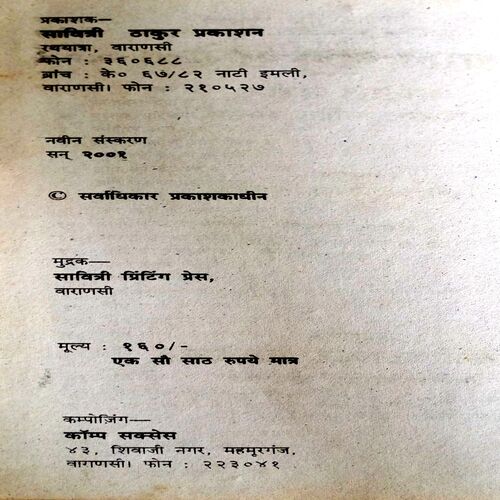 प्रकाशक—
सावित्री ठाकुर प्रकाशन
रथयात्रा, वाराणसी
फोन : ३६०६८८
ब्रांच : के० ६७/८२ नाटी इमली,
वाराणसी। फोन : २१०५२७
नवीन संस्करण
सन् २००१
© सर्वाधिकार प्रकाशकाधीन
मुद्रक—
सावित्री प्रिंटिंग प्रेस,
वाराणसी
मूल्य : १६०/-
एक सौ साठ रुपये मात्र
कम्पोज़िंग—
कॉम्प सक्सेस
४३, शिवाजी नगर, महमूरगंज,
वाराणसी। फोन : २२३०४१